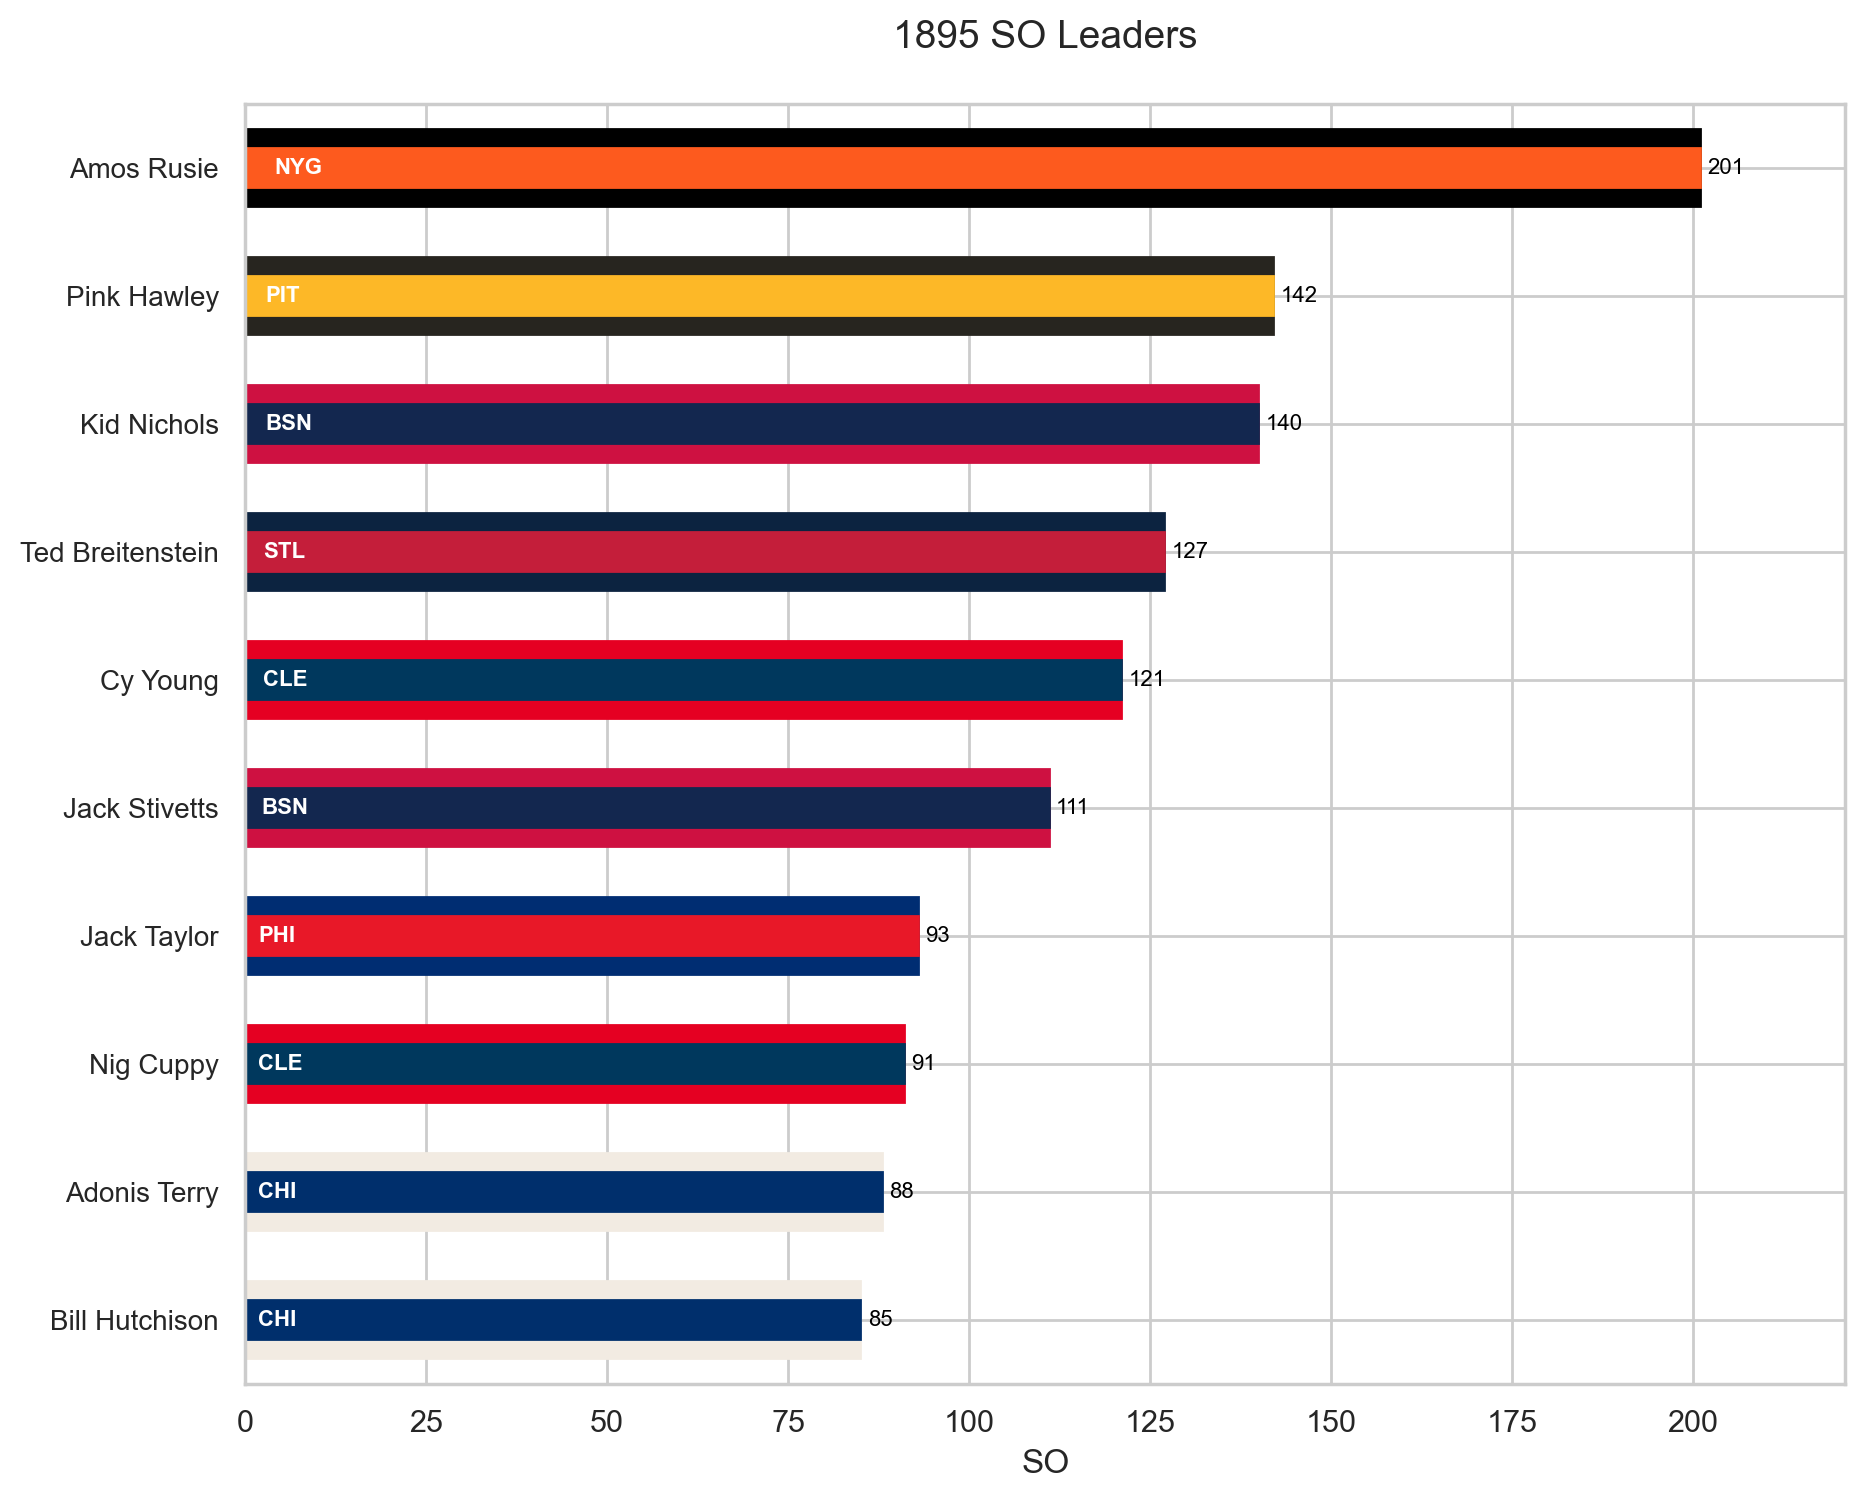 1895 SO Leaders
Amos Rusie NYG 201
Pink Hawley PIT 142
Kid Nichols BSN 140
Ted Breitenstein STL 127
Cy Young CLE 121
Jack Stivetts BSN 111
Jack Taylor PHI 93
Nig Cuppy CLE 91
Adonis Terry CHI 88
Bill Hutchison CHI 85
0 25 50 75 100 125 150 175 200
SO